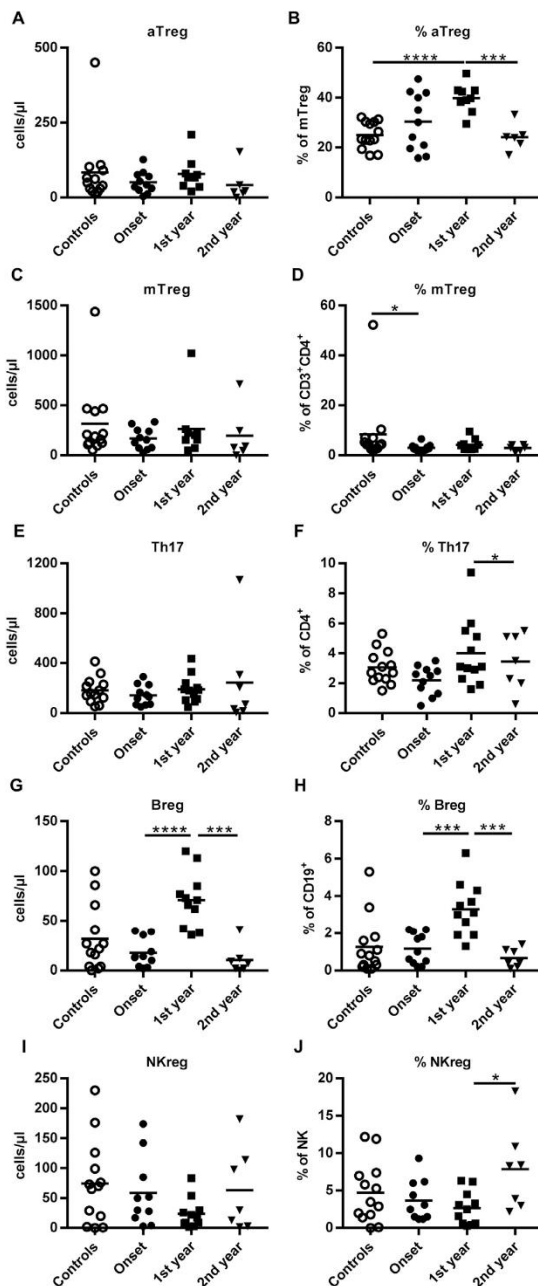 A
aTreg
cells/µl
500
250
0
Controls
Onset
1st year
2nd year
B
% aTreg
% of mTreg
60
40
20
0
****
***
Controls
Onset
1st year
2nd year
C
mTreg
cells/µl
1500
1000
500
0
Controls
Onset
1st year
2nd year
D
% mTreg
% of CD3⁺CD4⁺
60
40
20
0
*
Controls
Onset
1st year
2nd year
E
Th17
cells/µl
1200
800
400
0
Controls
Onset
1st year
2nd year
F
% Th17
% of CD4⁺
10
8
6
4
2
0
*
Controls
Onset
1st year
2nd year
G
Breg
cells/µl
150
100
50
0
****
***
Controls
Onset
1st year
2nd year
H
% Breg
% of CD19⁺
8
6
4
2
0
***
***
Controls
Onset
1st year
2nd year
I
NKreg
cells/µl
250
200
150
100
50
0
Controls
Onset
1st year
2nd year
J
% NKreg
% of NK
20
15
10
5
0
*
Controls
Onset
1st year
2nd year